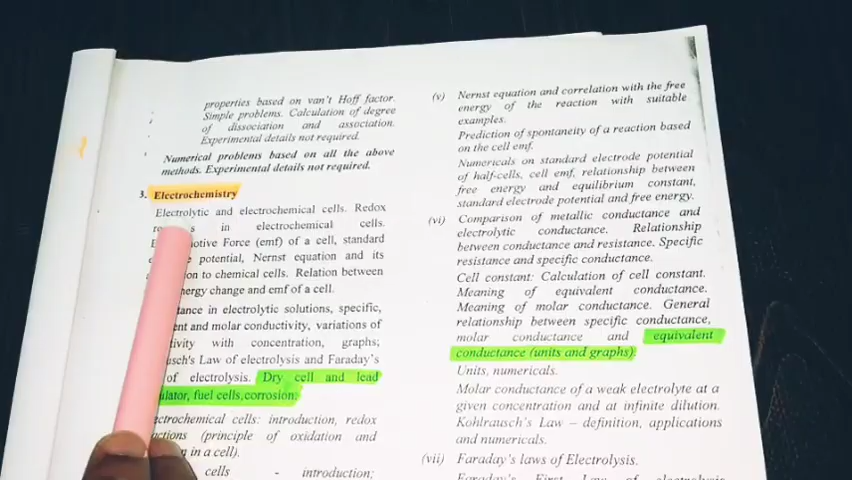 properties based on van't Hoff factor.
Simple problems. Calculation of degree
of dissociation and association.
Experimental details not required.
Numerical problems based on all the above
methods. Experimental details not required.
3. Electrochemistry
Electrolytic and electrochemical cells. Redox
in electrochemical cells.
Force (emf) of a cell, standard
potential, Nernst equation and its
to chemical cells. Relation between
change and emf of a cell.
in electrolytic solutions, specific,
and molar conductivity, variations of
with concentration, graphs;
Law of electrolysis and Faraday's
of electrolysis. Dry cell and lead
fuel cells, corrosion.
cells: introduction, redox
(principle of oxidation and
in a cell).
cells - introduction;
(v) Nernst equation and correlation with the free
energy of the reaction with suitable
examples.
Prediction of spontaneity of a reaction based
on the cell emf.
Numericals on standard electrode potential
of half-cells, cell emf, relationship between
free energy and equilibrium constant,
standard electrode potential and free energy.
(vi) Comparison of metallic conductance and
electrolytic conductance. Relationship
between conductance and resistance. Specific
resistance and specific conductance.
Cell constant: Calculation of cell constant.
Meaning of equivalent conductance.
Meaning of molar conductance. General
relationship between specific conductance,
molar conductance and equivalent
conductance (units and graphs).
Units, numericals.
Molar conductance of a weak electrolyte at a
given concentration and at infinite dilution.
Kohlrausch's Law – definition, applications
and numericals.
(vii) Faraday's laws of Electrolysis.
Faraday's First Law of electrolysis